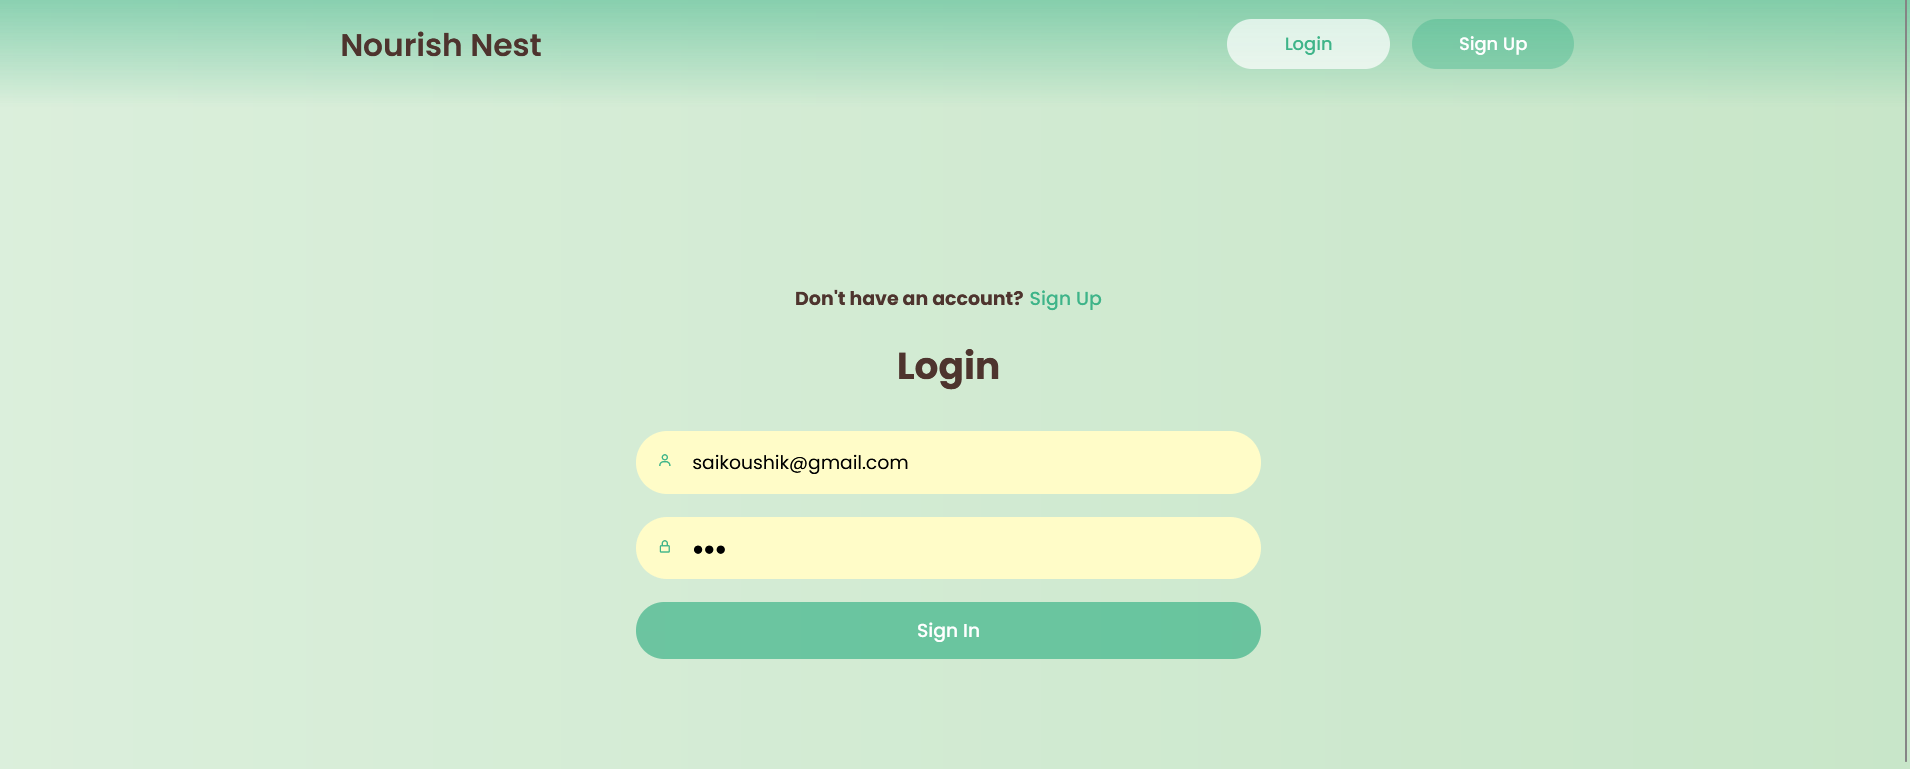 Nourish Nest
Login
Sign Up
Don't have an account? Sign Up
Login
saikoushik@gmail.com
•••
Sign In